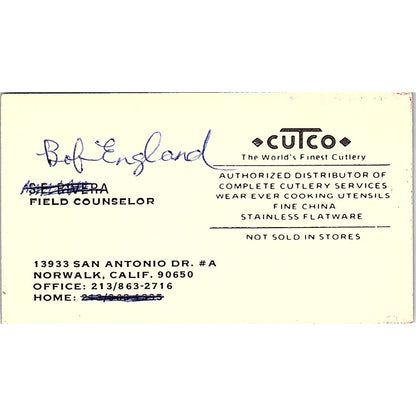 Bob England
RIVERA
FIELD COUNSELOR
CUTCO
The World's Finest Cutlery
AUTHORIZED DISTRIBUTOR OF
COMPLETE CUTLERY SERVICES
WEAR EVER COOKING UTENSILS
FINE CHINA
STAINLESS FLATWARE
NOT SOLD IN STORES
13933 SAN ANTONIO DR. #A
NORWALK, CALIF. 90650
OFFICE: 213/863-2716
HOME: